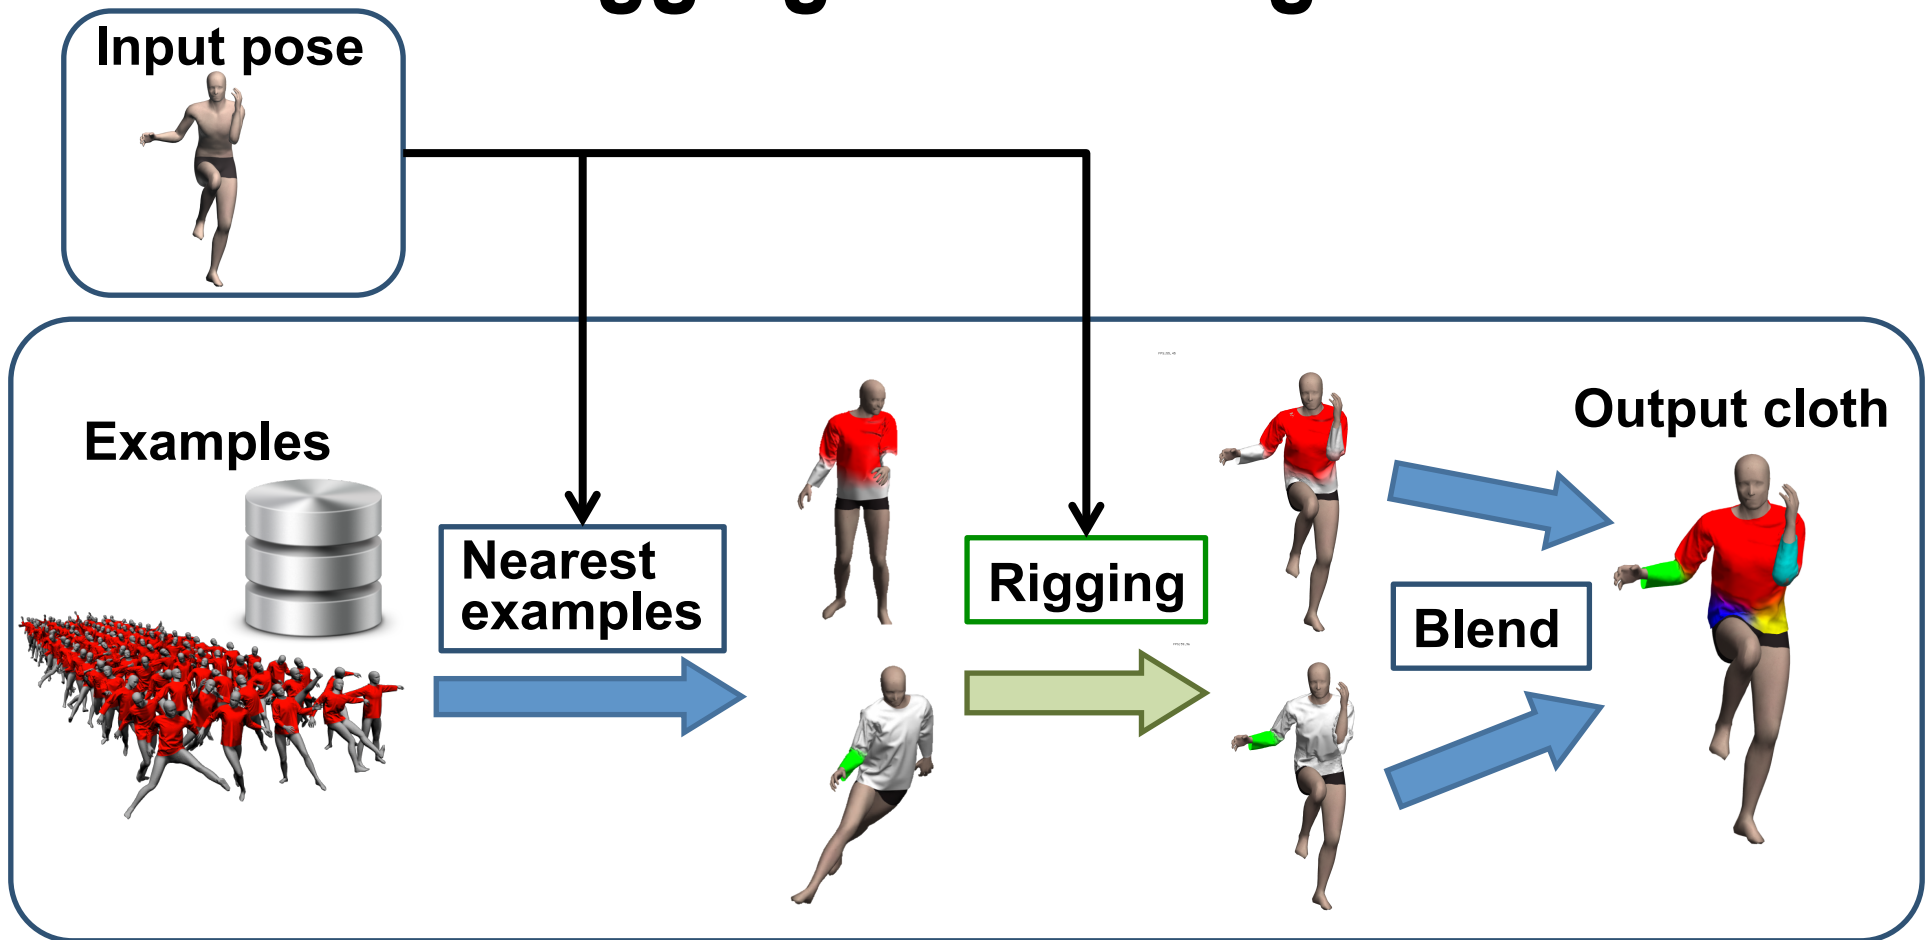 Input pose
Examples
Output cloth
Nearest
examples
Rigging
Blend